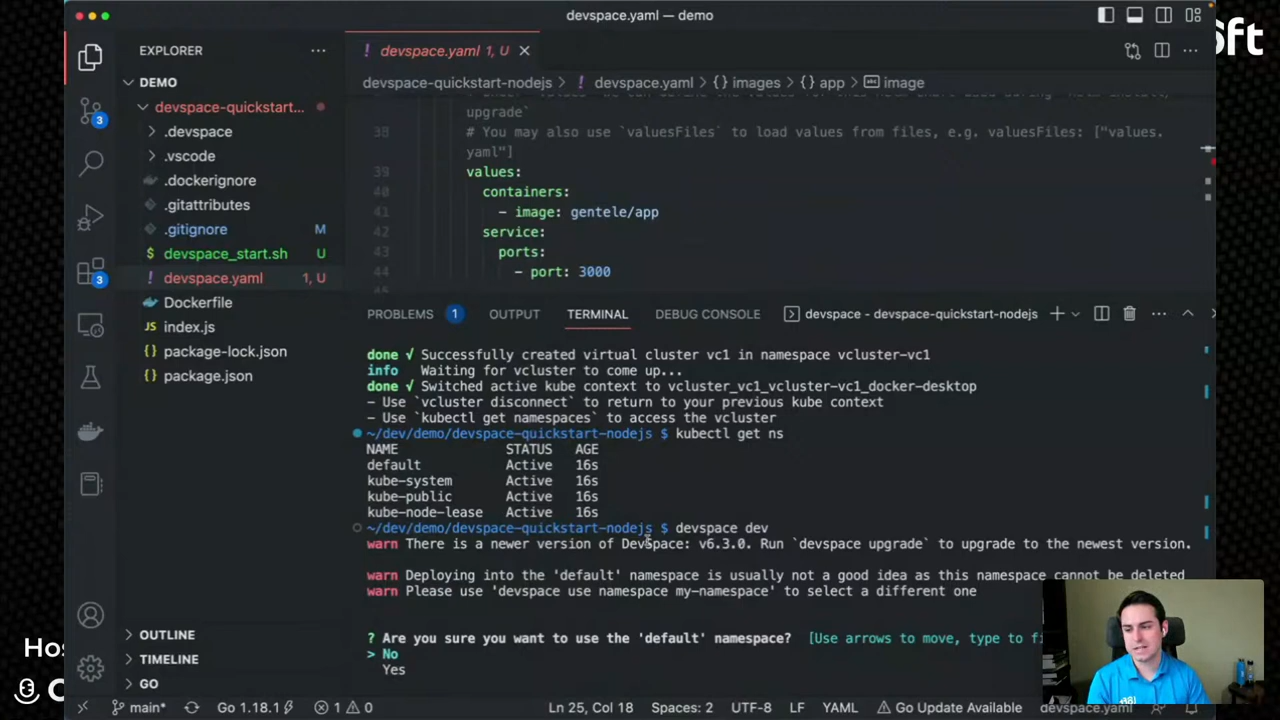 devspace.yaml — demo
Sft
EXPLORER
DEMO
devspace-quickstart...
.devspace
.vscode
.dockerignore
.gitattributes
.gitignore M
$ devspace_start.sh U
! devspace.yaml 1, U
Dockerfile
index.js
package-lock.json
package.json
3
3
OUTLINE
TIMELINE
GO
! devspace.yaml 1, U
devspace-quickstart-nodejs > ! devspace.yaml > {} images > {} app > image
upgrade`
38 # You may also use `valuesFiles` to load values from files, e.g. valuesFiles: ["values.
yaml"]
39 values:
40 containers:
41 - image: gentele/app
42 service:
43 ports:
44 - port: 3000
PROBLEMS 1 OUTPUT TERMINAL DEBUG CONSOLE devspace - devspace-quickstart-nodejs
done √ Successfully created virtual cluster vc1 in namespace vcluster-vc1
info Waiting for vcluster to come up...
done √ Switched active kube context to vcluster_vc1_vcluster-vc1_docker-desktop
- Use `vcluster disconnect` to return to your previous kube context
- Use `kubectl get namespaces` to access the vcluster
~/dev/demo/devspace-quickstart-nodejs $ kubectl get ns
NAME STATUS AGE
default Active 16s
kube-system Active 16s
kube-public Active 16s
kube-node-lease Active 16s
~/dev/demo/devspace-quickstart-nodejs $ devspace dev
warn There is a newer version of DevSpace: v6.3.0. Run `devspace upgrade` to upgrade to the newest version.
warn Deploying into the 'default' namespace is usually not a good idea as this namespace cannot be deleted
warn Please use 'devspace use namespace my-namespace' to select a different one
? Are you sure you want to use the 'default' namespace? [Use arrows to move, type to fi
> No
Yes
Hos
main* Go 1.18.1 1 0 Ln 25, Col 18 Spaces: 2 UTF-8 LF YAML Go Update Available devspace.yaml